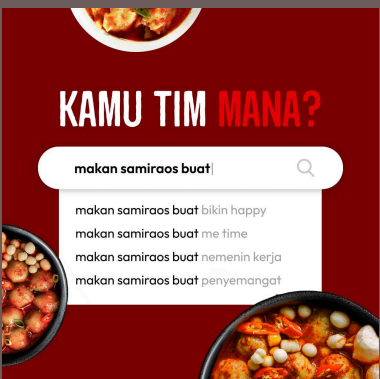 KAMU TIM MANA?
makan samiraos buat
makan samiraos buat bikin happy
makan samiraos buat me time
makan samiraos buat nemenin kerja
makan samiraos buat penyemangat